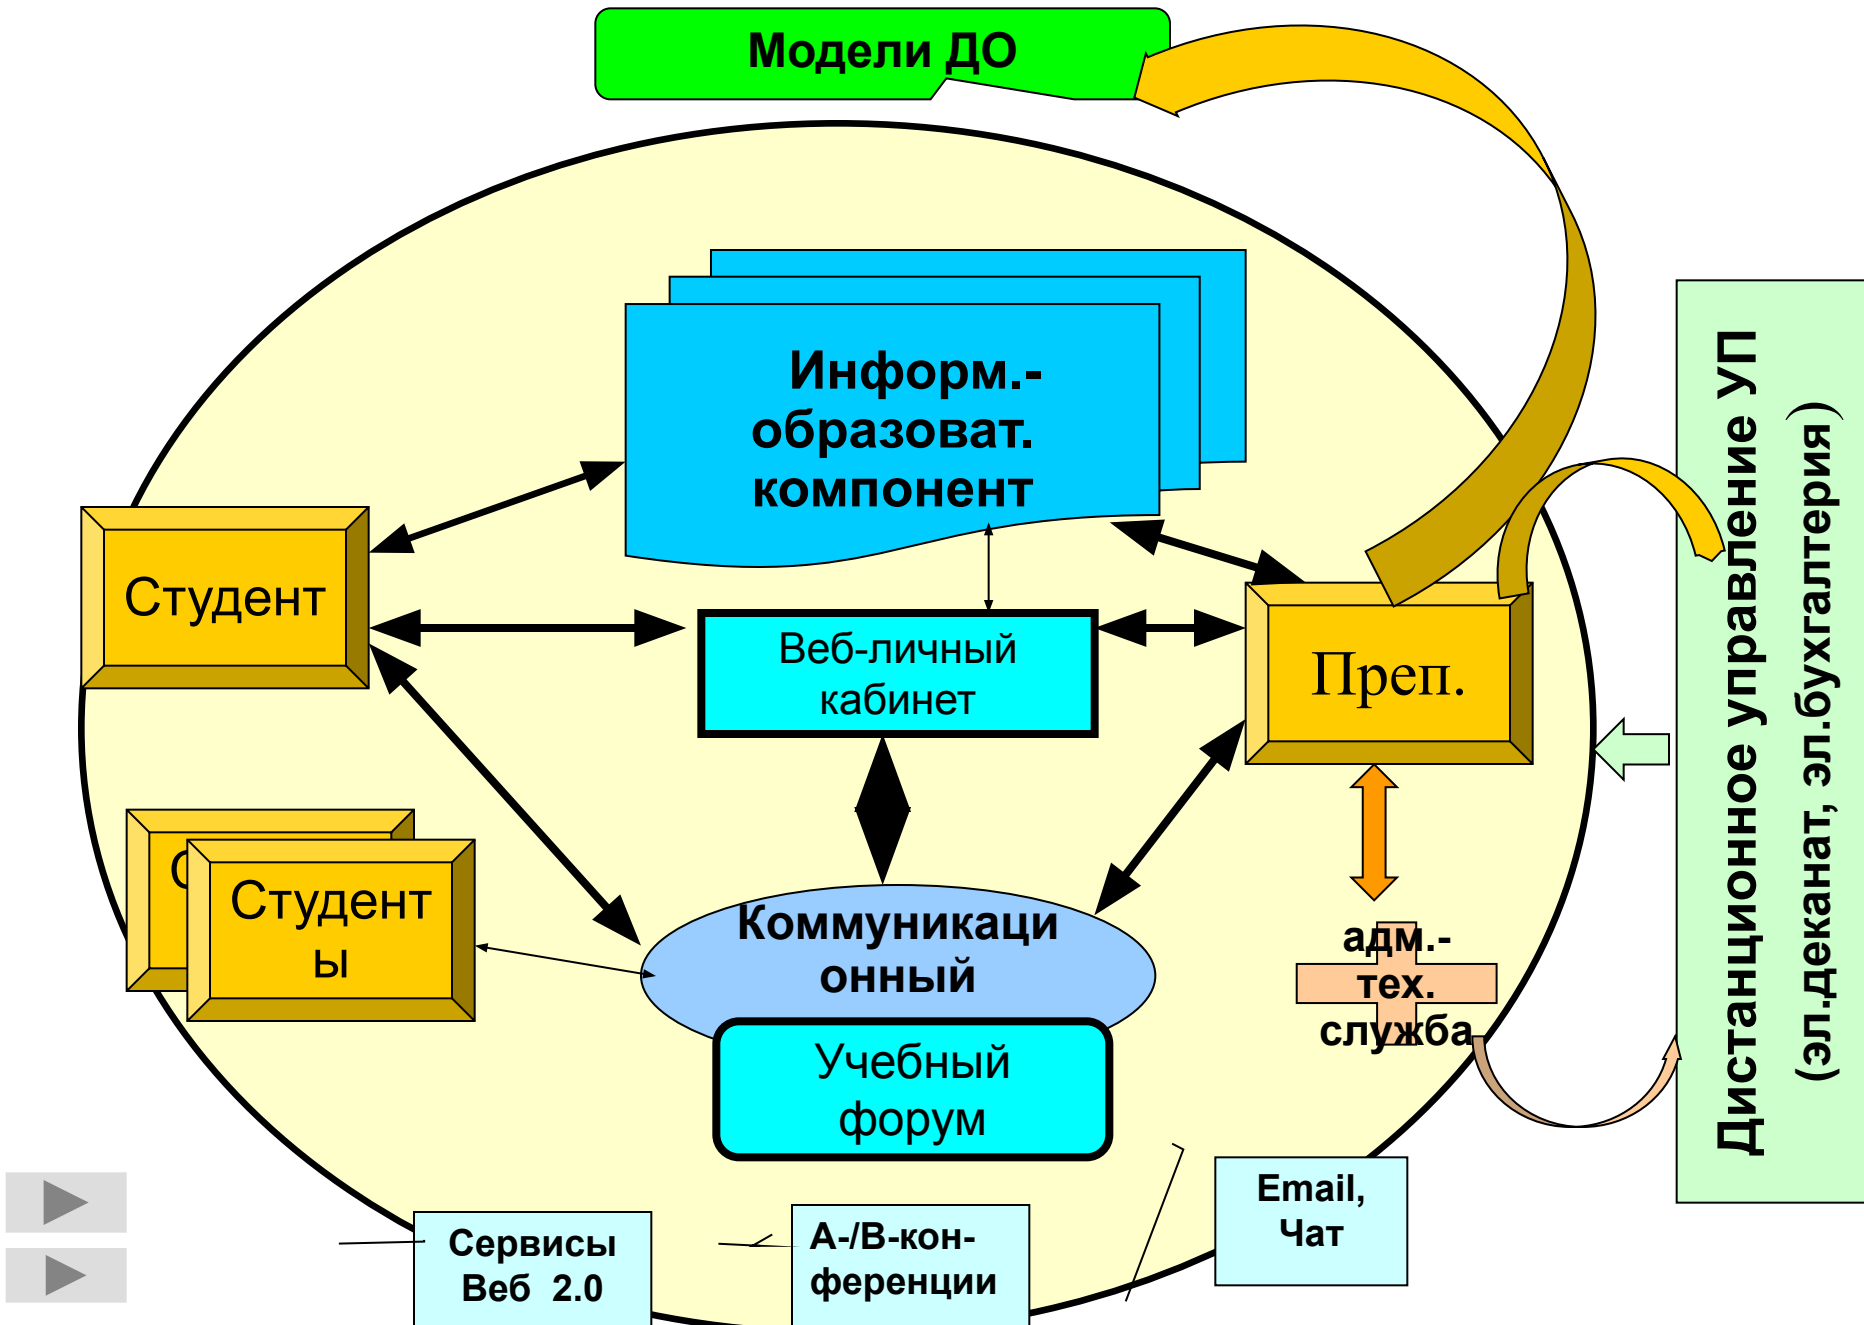 Модели ДО
Информ.-
образоват.
компонент
Студент
Веб-личный
кабинет
Преп.
Дистанционное управление УП
(эл.деканат, эл.бухгалтерия)
С
Студент
ы
Коммуникаци
онный
адм.-
тех.
служба
Учебный
форум
Email,
Чат
Сервисы
Веб 2.0
А-/В-кон-
ференции